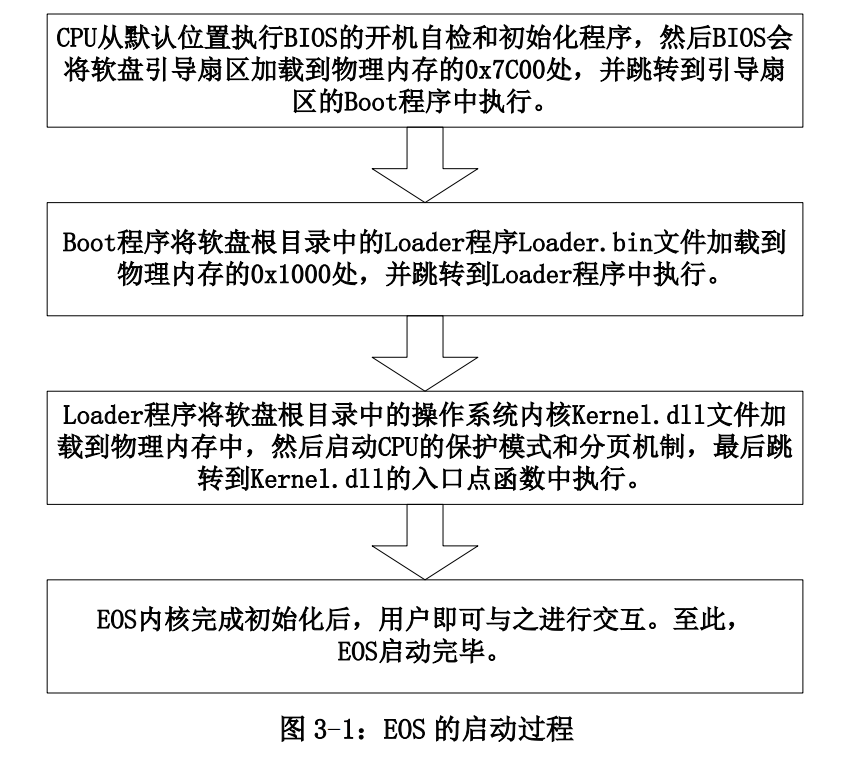 CPU从默认位置执行BIOS的开机自检和初始化程序，然后BIOS会
将软盘引导扇区加载到物理内存的0x7C00处，并跳转到引导扇
区的Boot程序中执行。
Boot程序将软盘根目录中的Loader程序Loader.bin文件加载到
物理内存的0x1000处，并跳转到Loader程序中执行。
Loader程序将软盘根目录中的操作系统内核Kernel.dll文件加
载到物理内存中，然后启动CPU的保护模式和分页机制，最后跳
转到Kernel.dll的入口点函数中执行。
EOS内核完成初始化后，用户即可与之进行交互。至此，
EOS启动完毕。
图 3-1：EOS 的启动过程